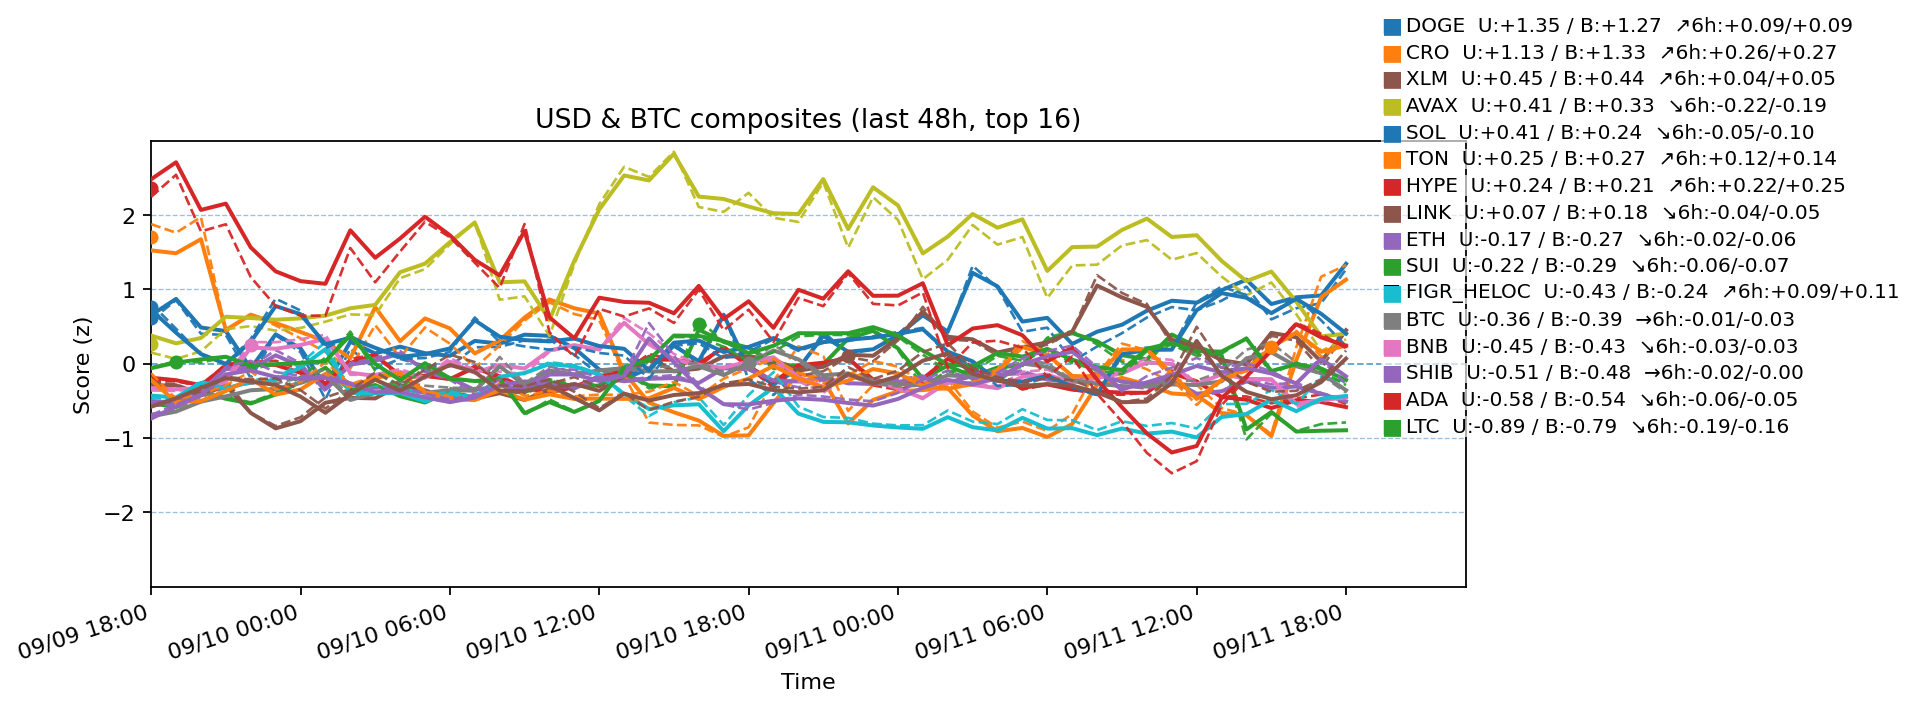 DOGE  U:+1.35 / B:+1.27  ↗6h:+0.09/+0.09
CRO  U:+1.13 / B:+1.33  ↗6h:+0.26/+0.27
XLM  U:+0.45 / B:+0.44  ↗6h:+0.04/+0.05
AVAX  U:+0.41 / B:+0.33  ↘6h:-0.22/-0.19
SOL  U:+0.41 / B:+0.24  ↘6h:-0.05/-0.10
TON  U:+0.25 / B:+0.27  ↗6h:+0.12/+0.14
HYPE  U:+0.24 / B:+0.21  ↗6h:+0.22/+0.25
LINK  U:+0.07 / B:+0.18  ↘6h:-0.04/-0.05
ETH  U:-0.17 / B:-0.27  ↘6h:-0.02/-0.06
SUI  U:-0.22 / B:-0.29  ↘6h:-0.06/-0.07
FIGR_HELOC  U:-0.43 / B:-0.24  ↗6h:+0.09/+0.11
BTC  U:-0.36 / B:-0.39  →6h:-0.01/-0.03
BNB  U:-0.45 / B:-0.43  ↘6h:-0.03/-0.03
SHIB  U:-0.51 / B:-0.48  →6h:-0.02/-0.00
ADA  U:-0.58 / B:-0.54  ↘6h:-0.06/-0.05
LTC  U:-0.89 / B:-0.79  ↘6h:-0.19/-0.16
USD & BTC composites (last 48h, top 16)
Score (z)
2
1
0
−1
−2
09/09 18:00
09/10 00:00
09/10 06:00
09/10 12:00
09/10 18:00
09/11 00:00
09/11 06:00
09/11 12:00
09/11 18:00
Time